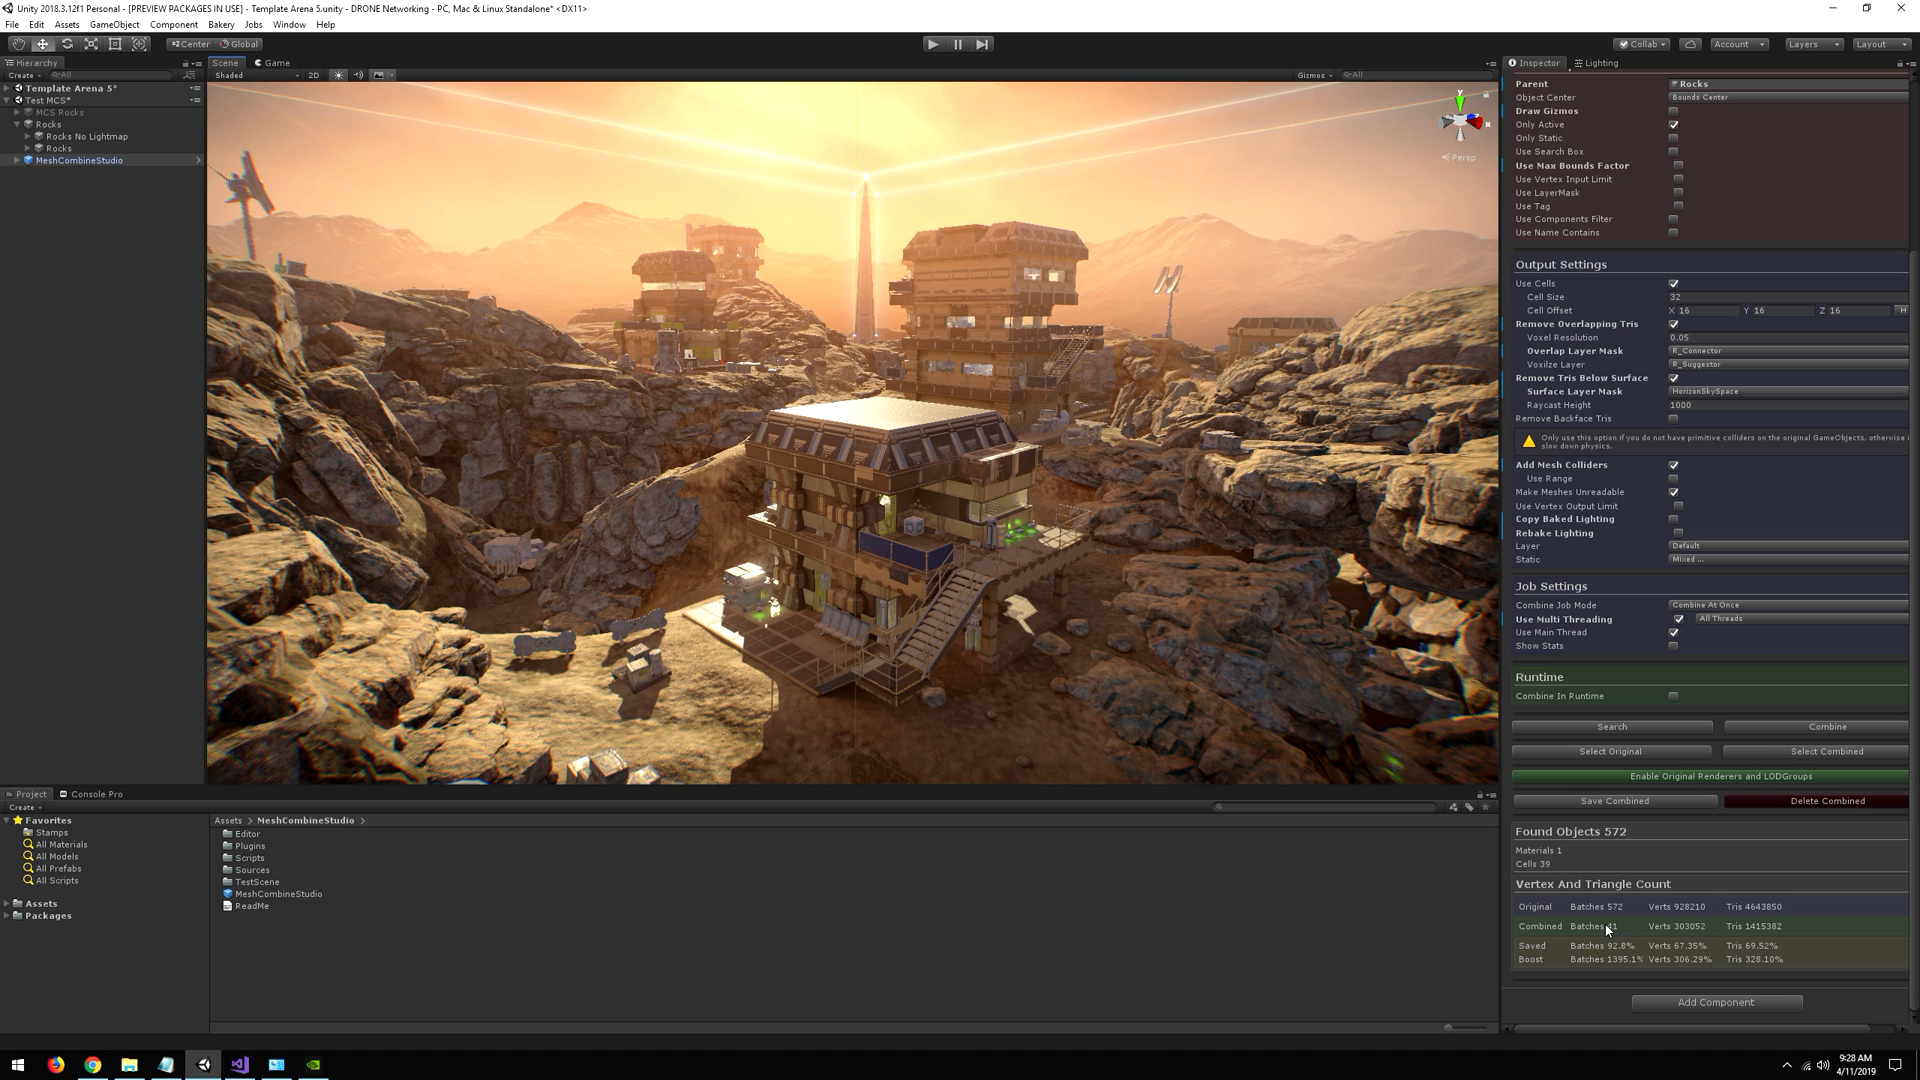 Unity 2018.3.12f1 Personal - [PREVIEW PACKAGES IN USE] - Template Arena 5.unity - DRONE Networking - PC, Mac & Linux Standalone* <DX11>
File Edit Assets GameObject Component Bakery Jobs Window Help
Center Global
Collab Account Layers Layout
Hierarchy
Create All
Template Arena 5*
Test MCS*
MCS Rocks
Rocks
Rocks No Lightmap
Rocks
MeshCombineStudio
Scene Game
Shaded 2D Gizmos All
y
x
Persp
Inspector Lighting
Parent Rocks
Object Center Bounds Center
Draw Gizmos
Only Active
Only Static
Use Search Box
Use Max Bounds Factor
Use Vertex Input Limit
Use LayerMask
Use Tag
Use Components Filter
Use Name Contains
Output Settings
Use Cells
Cell Size 32
Cell Offset X 16 Y 16 Z 16 H
Remove Overlapping Tris
Voxel Resolution 0.05
Overlap Layer Mask R_Connector
Voxilze Layer R_Suggestor
Remove Tris Below Surface
Surface Layer Mask HorizonSkySpace
Raycast Height 1000
Remove Backface Tris
Only use this option if you do not have primitive colliders on the original GameObjects, otherwise i
slow down physics.
Add Mesh Colliders
Use Range
Make Meshes Unreadable
Use Vertex Output Limit
Copy Baked Lighting
Rebake Lighting
Layer Default
Static Mixed ...
Job Settings
Combine Job Mode Combine At Once
Use Multi Threading All Threads
Use Main Thread
Show Stats
Runtime
Combine In Runtime
Search Combine
Select Original Select Combined
Enable Original Renderers and LODGroups
Save Combined Delete Combined
Found Objects 572
Materials 1
Cells 39
Vertex And Triangle Count
Original Batches 572 Verts 928210 Tris 4643850
Combined Batches 41 Verts 303052 Tris 1415382
Saved Batches 92.8% Verts 67.35% Tris 69.52%
Boost Batches 1395.1% Verts 306.29% Tris 328.10%
Add Component
Project Console Pro
Create
Favorites
Stamps
All Materials
All Models
All Prefabs
All Scripts
Assets
Packages
Assets MeshCombineStudio
Editor
Plugins
Scripts
Sources
TestScene
MeshCombineStudio
ReadMe
9:28 AM
4/11/2019